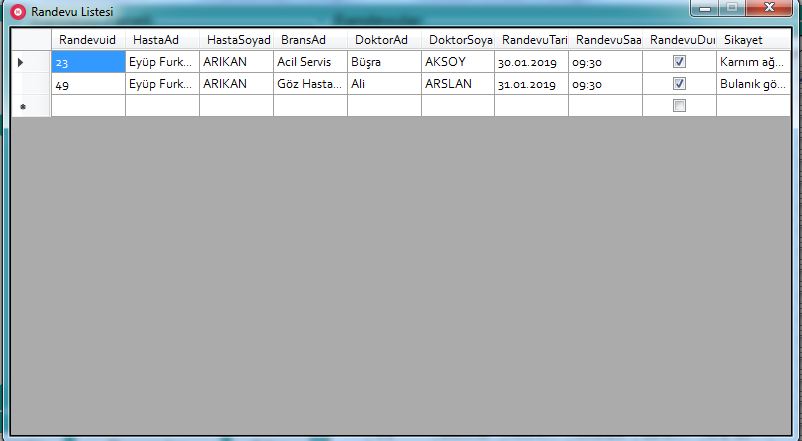 Randevu Listesi
Randevuid HastaAd HastaSoyad BransAd DoktorAd DoktorSoya RandevuTari RandevuSaa RandevuDur Sikayet
23 Eyüp Furk... ARIKAN Acil Servis Büşra AKSOY 30.01.2019 09:30 Karnım ağ...
49 Eyüp Furk... ARIKAN Göz Hasta... Ali ARSLAN 31.01.2019 09:30 Bulanık gö...